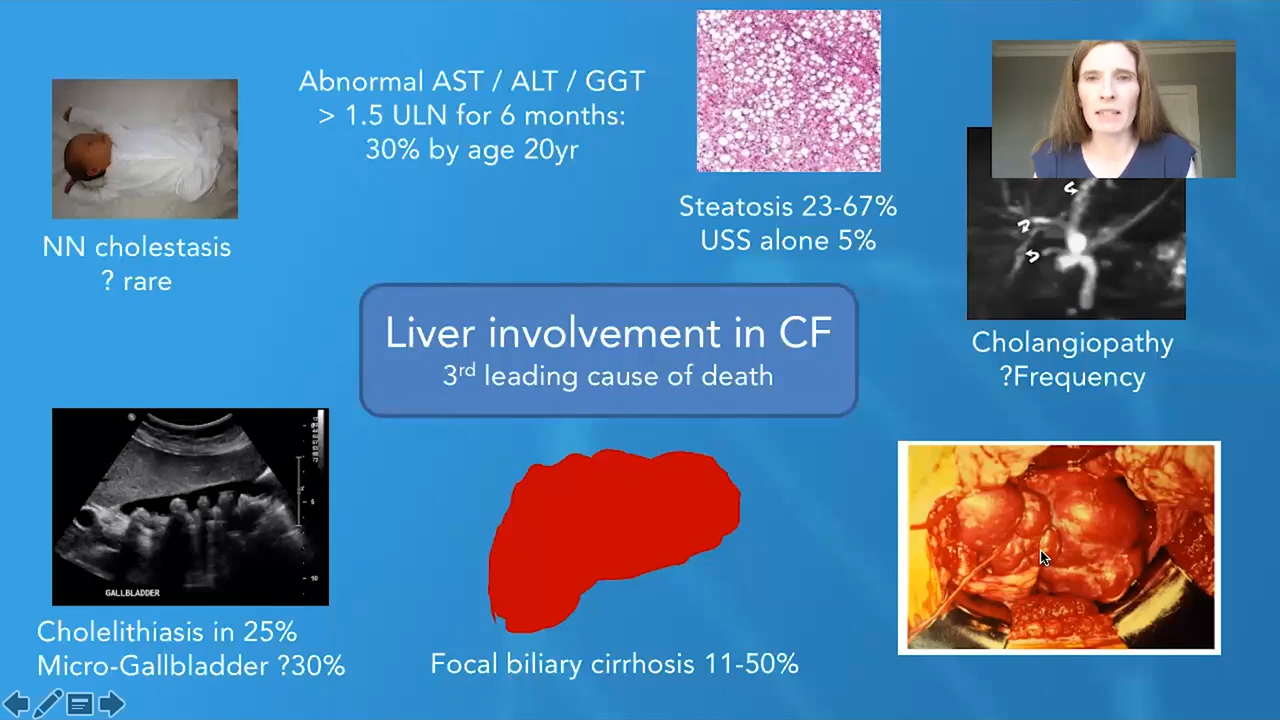 Abnormal AST / ALT / GGT
> 1.5 ULN for 6 months:
30% by age 20yr
NN cholestasis
? rare
Steatosis 23-67%
USS alone 5%
Liver involvement in CF
3rd leading cause of death
Cholangiopathy
?Frequency
GALLBLADDER
5
10
Cholelithiasis in 25%
Micro-Gallbladder ?30%
Focal biliary cirrhosis 11-50%